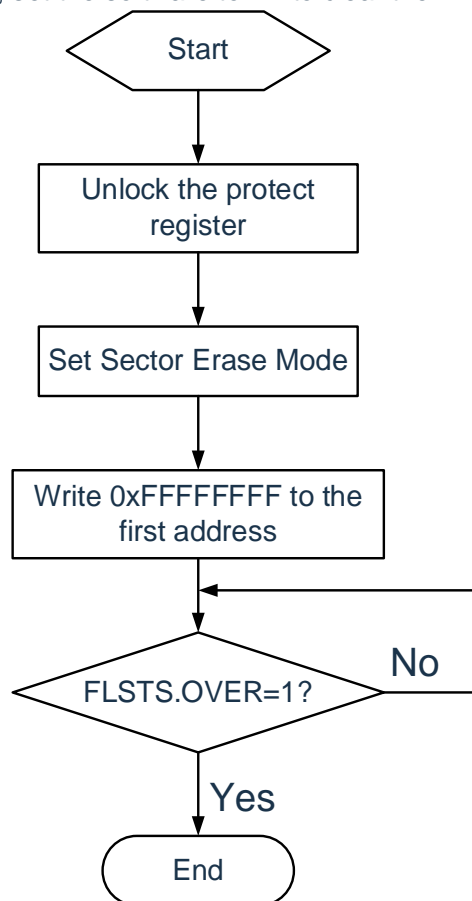 Start
Unlock the protect
register
Set Sector Erase Mode
Write 0xFFFFFFFF to the
first address
FLSTS.OVER=1?
No
Yes
End